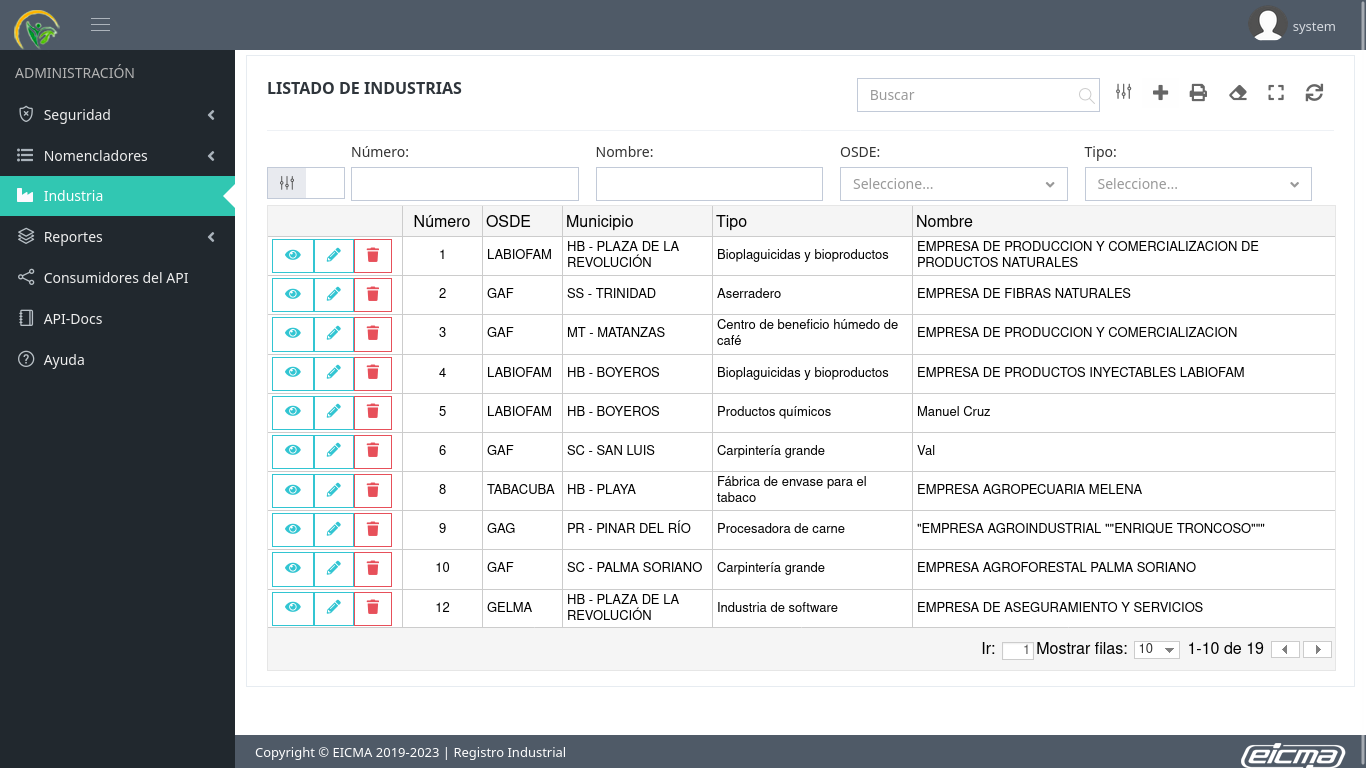 system
ADMINISTRACIÓN
Seguridad
Nomencladores
Industria
Reportes
Consumidores del API
API-Docs
Ayuda
LISTADO DE INDUSTRIAS
Buscar
Número:
Nombre:
OSDE:
Tipo:
Seleccione...
Seleccione...
Número OSDE Municipio Tipo Nombre
1 LABIOFAM HB - PLAZA DE LA REVOLUCIÓN Bioplaguicidas y bioproductos EMPRESA DE PRODUCCION Y COMERCIALIZACION DE PRODUCTOS NATURALES
2 GAF SS - TRINIDAD Aserradero EMPRESA DE FIBRAS NATURALES
3 GAF MT - MATANZAS Centro de beneficio húmedo de café EMPRESA DE PRODUCCION Y COMERCIALIZACION
4 LABIOFAM HB - BOYEROS Bioplaguicidas y bioproductos EMPRESA DE PRODUCTOS INYECTABLES LABIOFAM
5 LABIOFAM HB - BOYEROS Productos químicos Manuel Cruz
6 GAF SC - SAN LUIS Carpintería grande Val
8 TABACUBA HB - PLAYA Fábrica de envase para el tabaco EMPRESA AGROPECUARIA MELENA
9 GAG PR - PINAR DEL RÍO Procesadora de carne "EMPRESA AGROINDUSTRIAL ""ENRIQUE TRONCOSO"""
10 GAF SC - PALMA SORIANO Carpintería grande EMPRESA AGROFORESTAL PALMA SORIANO
12 GELMA HB - PLAZA DE LA REVOLUCIÓN Industria de software EMPRESA DE ASEGURAMIENTO Y SERVICIOS
Ir: 1 Mostrar filas: 10 1-10 de 19
Copyright © EICMA 2019-2023 | Registro Industrial
eicma